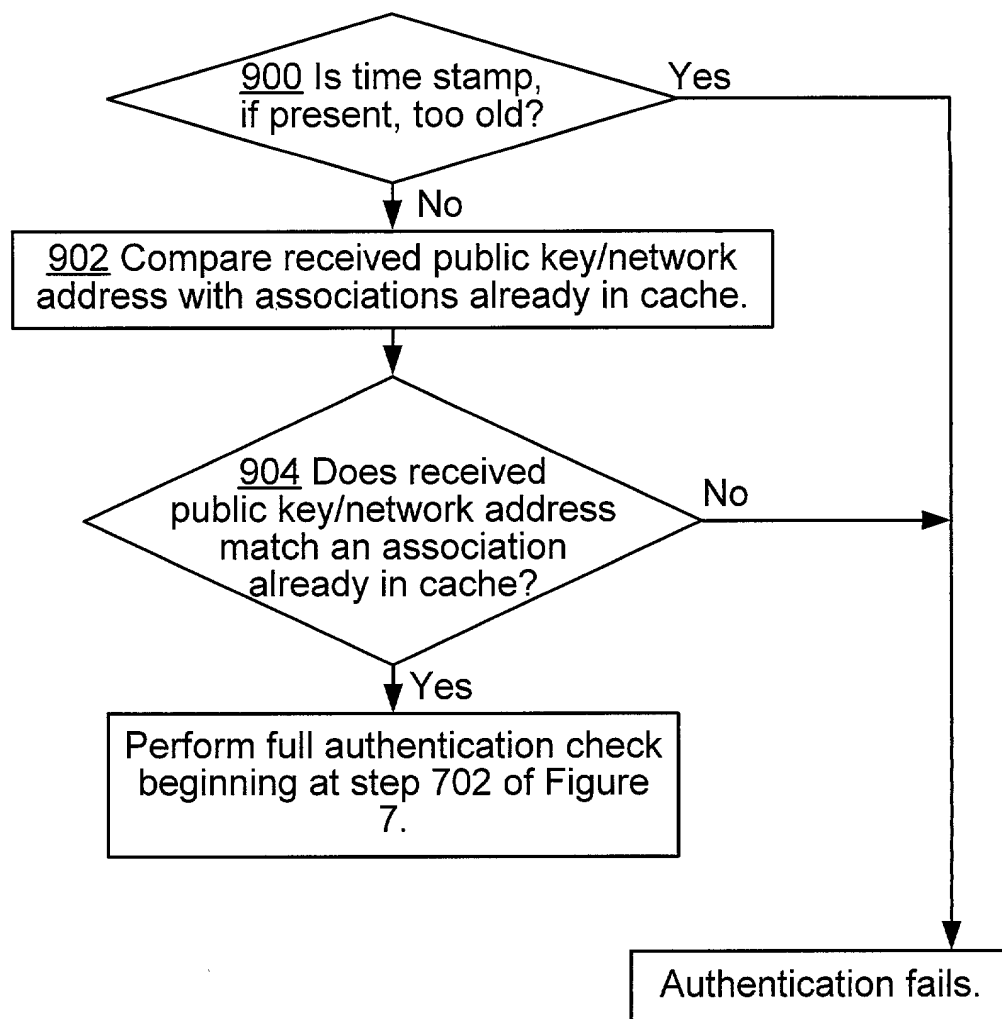 900 Is time stamp,
if present, too old?
Yes
No
902 Compare received public key/network
address with associations already in cache.
904 Does received
public key/network address
match an association
already in cache?
No
Yes
Perform full authentication check
beginning at step 702 of Figure
7.
Authentication fails.